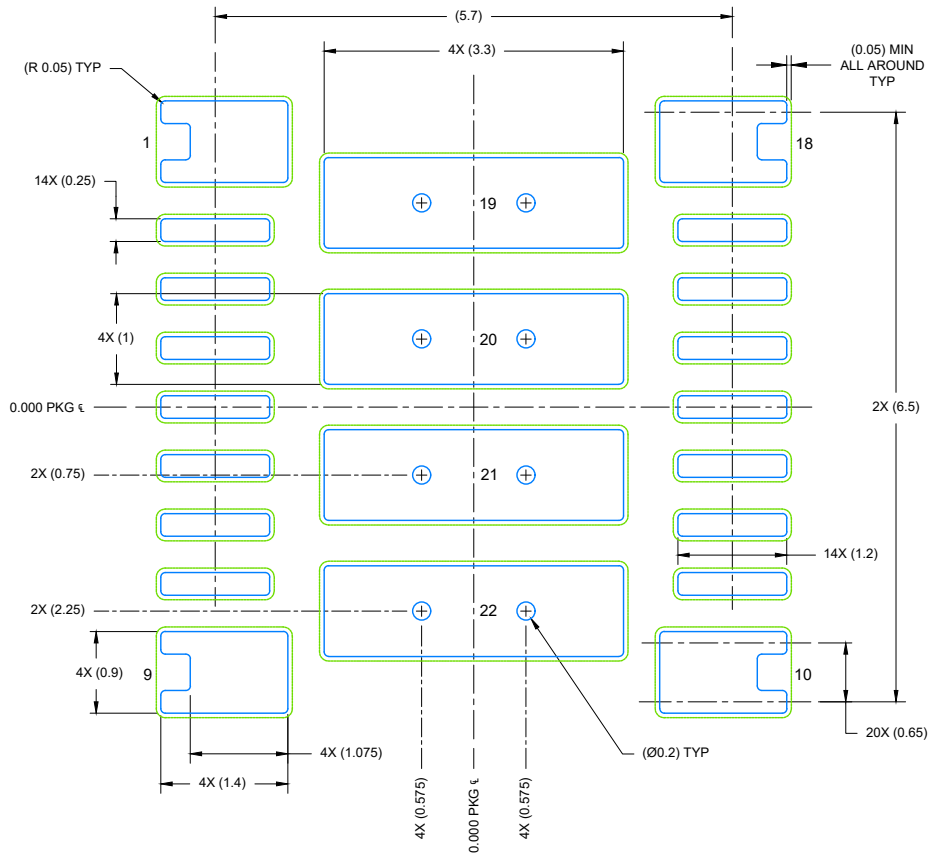 (5.7)
4X (3.3)
(0.05) MIN
ALL AROUND
TYP
(R 0.05) TYP
1
18
14X (0.25)
19
4X (1)
20
0.000 PKG ℄
2X (6.5)
2X (0.75)
21
14X (1.2)
2X (2.25)
22
4X (0.9)
9
10
20X (0.65)
4X (1.075)
(Ø0.2) TYP
4X (1.4)
4X (0.575)
0.000 PKG ℄
4X (0.575)